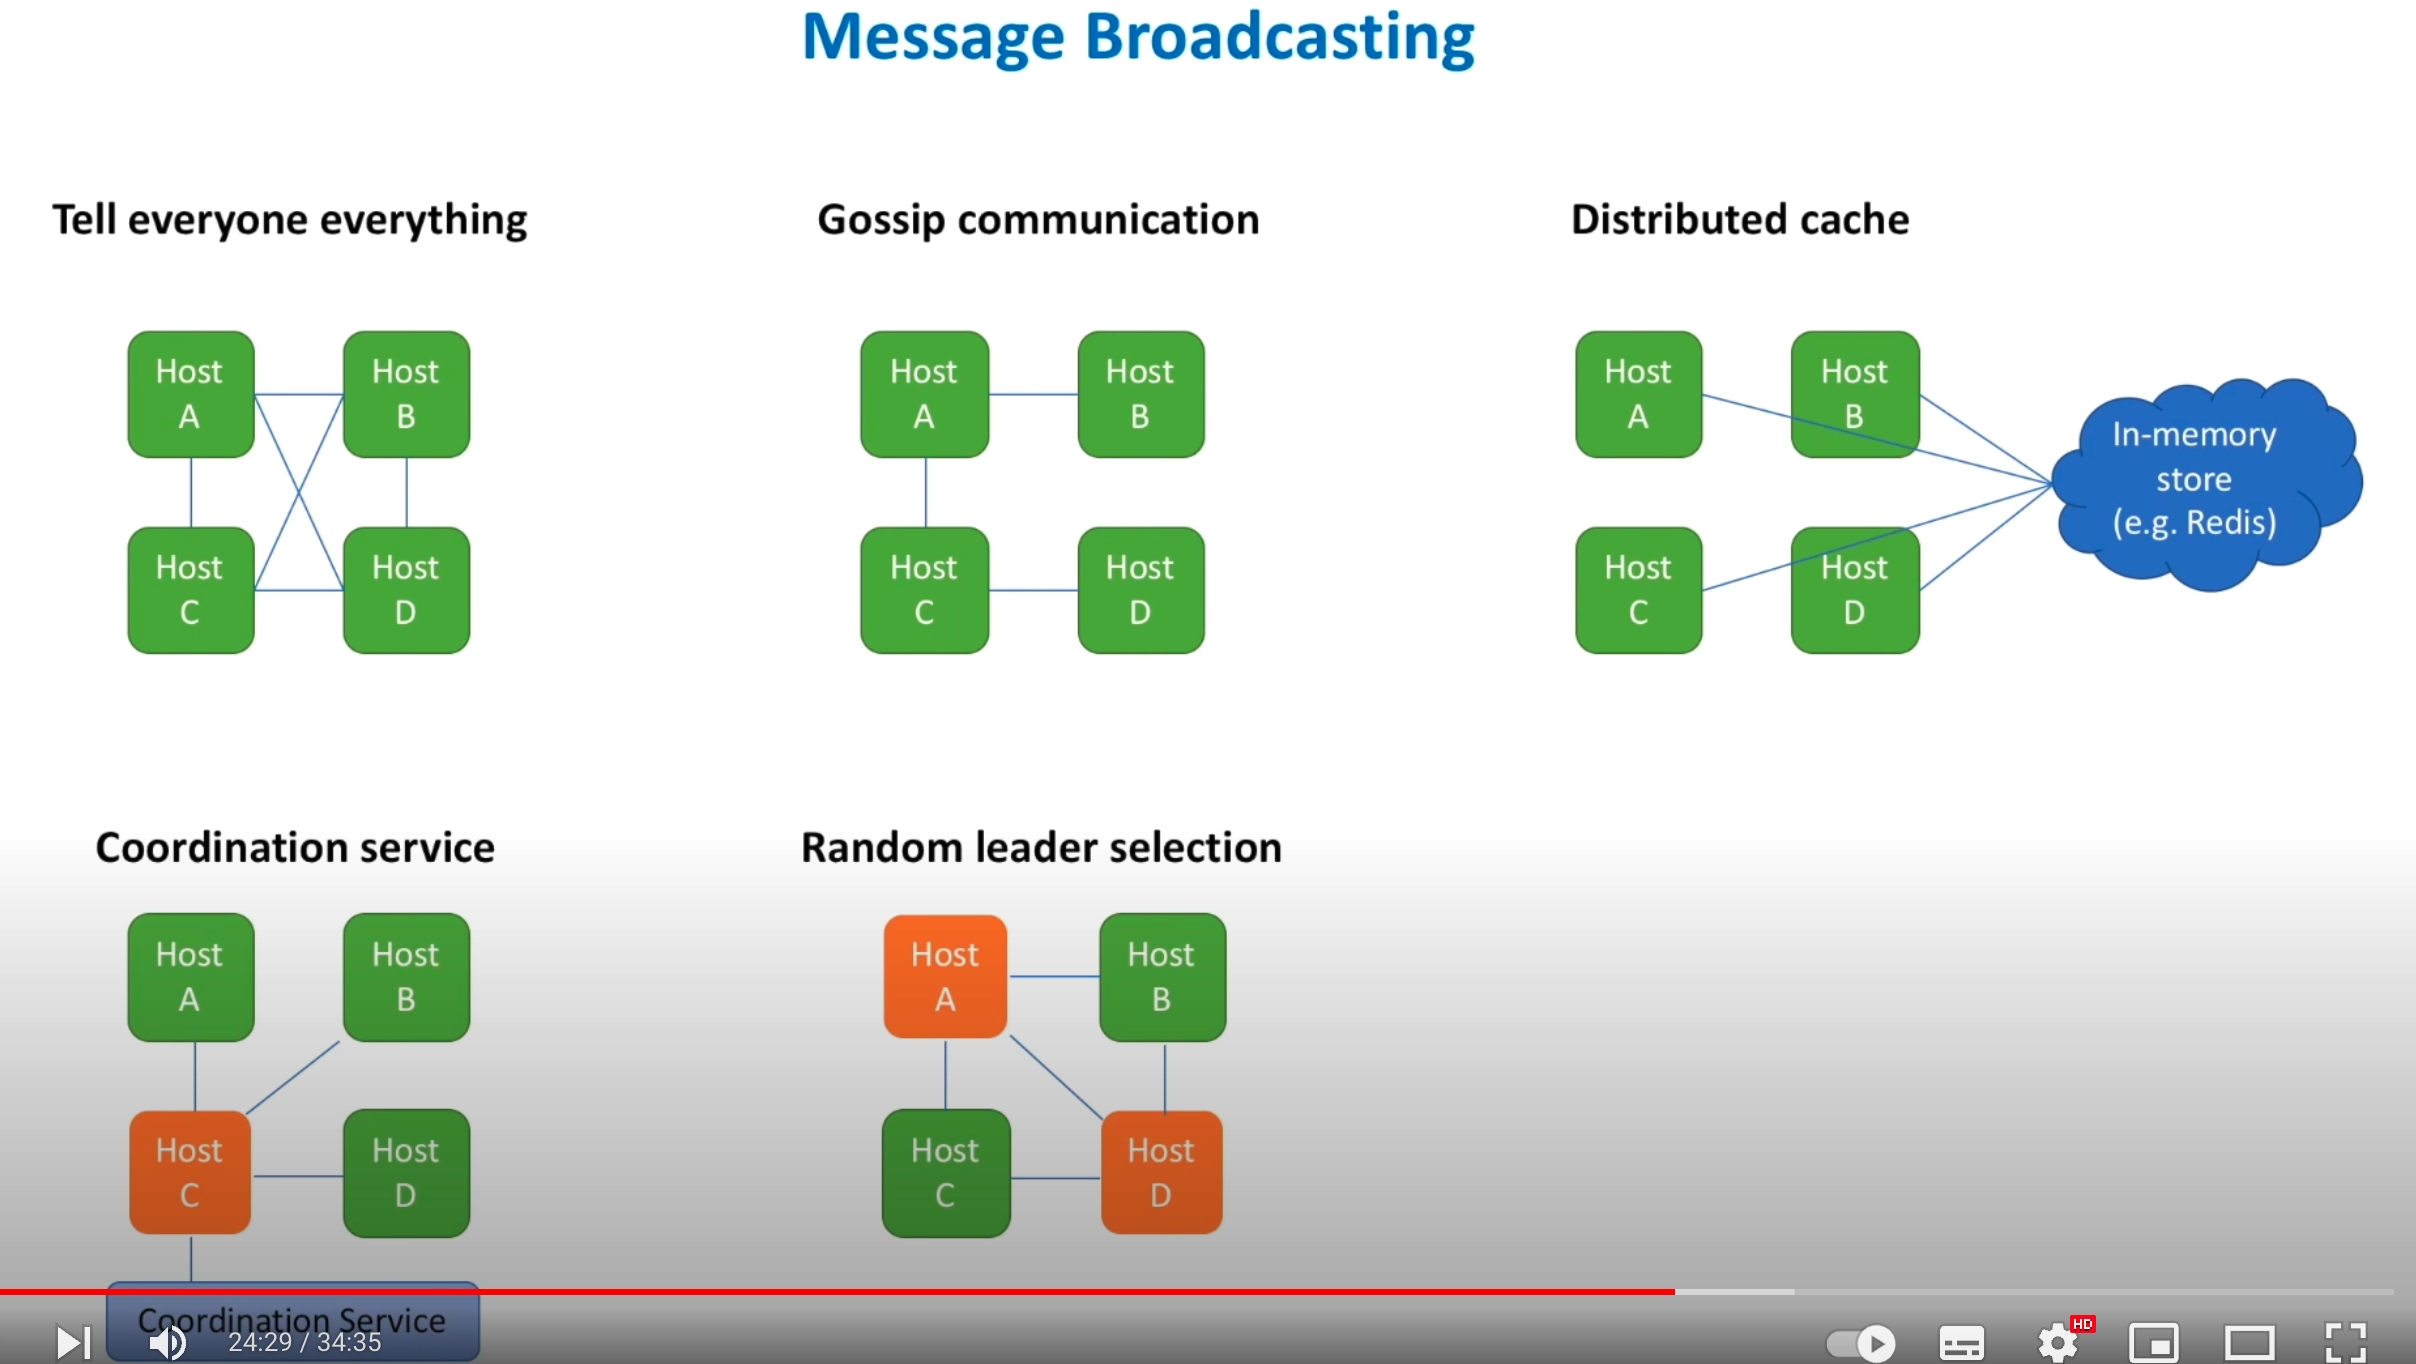 Message Broadcasting
Tell everyone everything
Gossip communication
Distributed cache
Host
A
Host
B
Host
C
Host
D
Host
A
Host
B
Host
C
Host
D
Host
A
Host
B
Host
C
Host
D
In-memory
store
(e.g. Redis)
Coordination service
Random leader selection
Host
A
Host
B
Host
C
Host
D
Coordination Service
Host
A
Host
B
Host
C
Host
D
24:29 / 34:35
HD